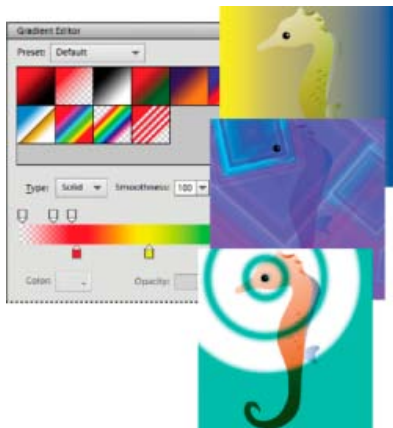 Gradient Editor
Preset: Default
Type: Solid Smoothness: 100
Color: Opacity: